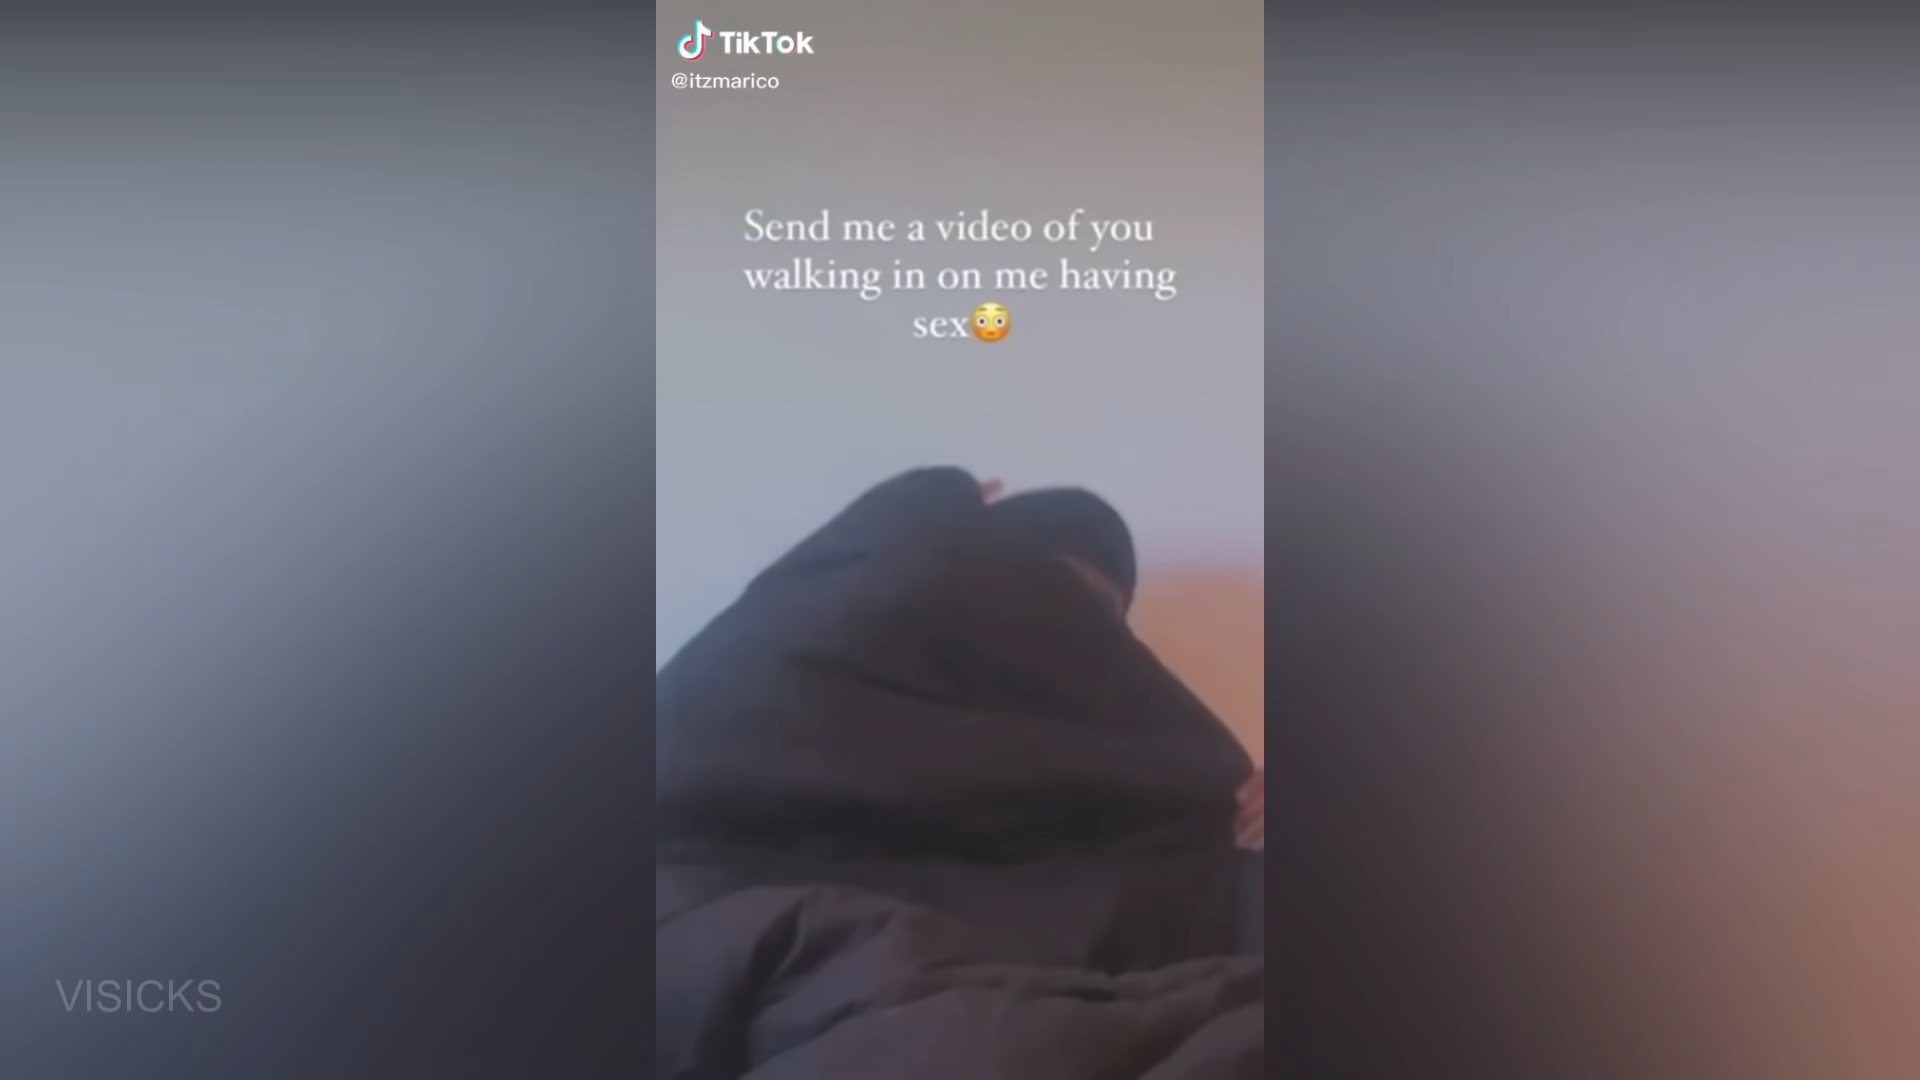 TikTok
@itzmarico
Send me a video of you
walking in on me having
sex😳
VISICKS